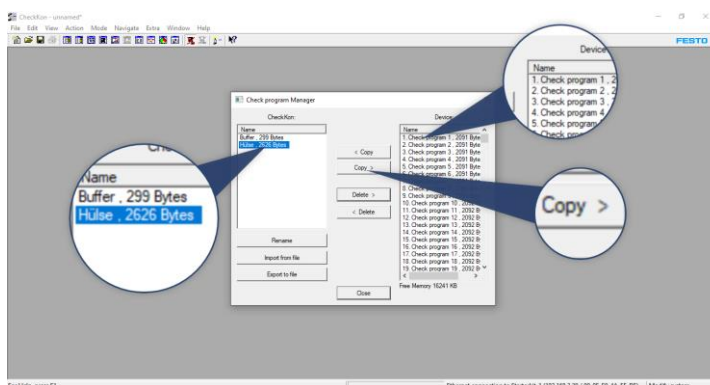 CheckKon - unnamed*
File Edit View Action Mode Navigate Extra Window Help
FESTO
Check program Manager
CheckKon:
Name
Buffer , 299 Bytes
Hülse , 2626 Bytes
Rename
Import from file
Export to file
< Copy
Copy >
Delete >
< Delete
Close
Device
Name
1. Check program 1 , 2091 Byte
2. Check program 2 , 2091 Byte
3. Check program 3 , 2091 Byte
4. Check program 4 , 2091 Byte
5. Check program 5 , 2091 Byte
6. Check program 6 , 2091 Byte
8. Check
9. Check program
10. Check program 10 , 2092 B
11. Check program 11 , 2092 B
12. Check program 12 , 2092 B
13. Check program 13 , 2092 B
14. Check program 14 , 2092 B
15. Check program 15 , 2092 B
16. Check program 16 , 2092 B
17. Check program 17 , 2092 B
18. Check program 18 , 2092 B
19. Check program 19 , 2092 B
Free Memory 16241 KB
Name
Buffer , 299 Bytes
Hülse , 2626 Bytes
Device
Name
1. Check program 1 , 2
2. Check program 2 , 2
3. Check program 3 ,
4. Check program 4
5. Check program
Check program
Copy >